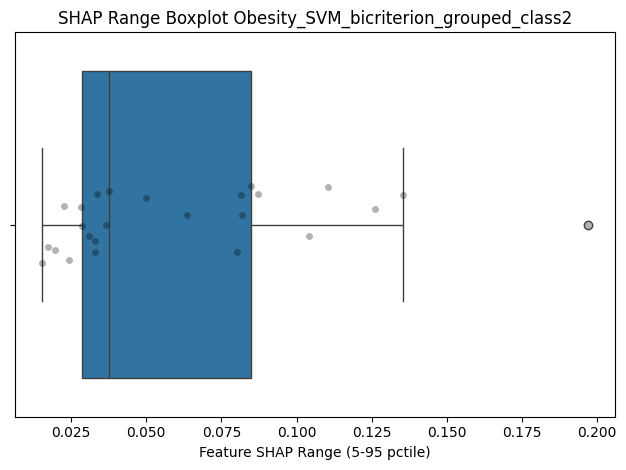 SHAP Range Boxplot Obesity_SVM_bicriterion_grouped_class2
0.025 0.050 0.075 0.100 0.125 0.150 0.175 0.200
Feature SHAP Range (5-95 pctile)